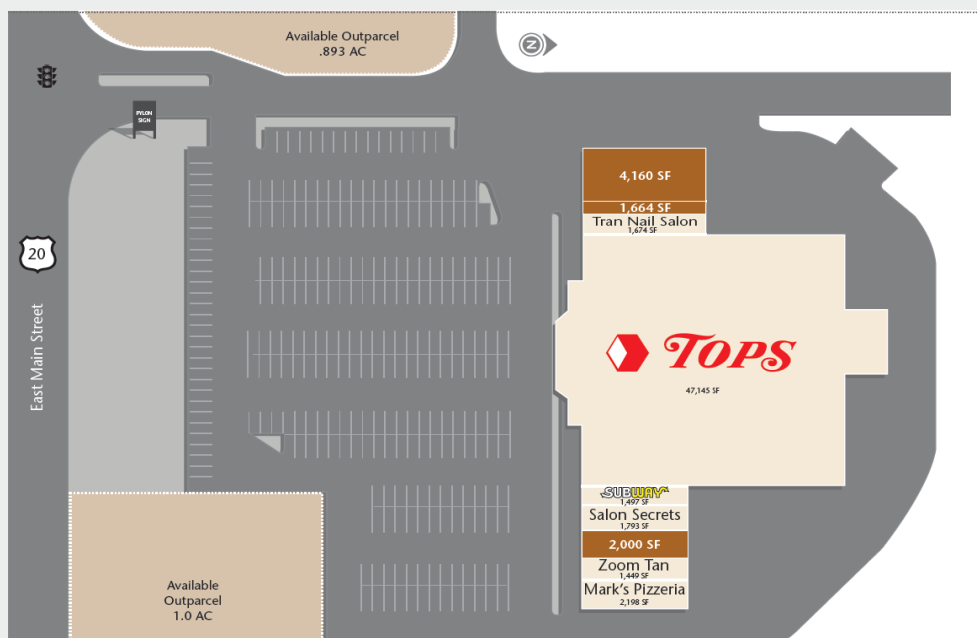 Available Outparcel
.893 AC
N
PYLON
SIGN
4,160 SF
1,664 SF
Tran Nail Salon
1,674 SF
20
East Main Street
TOPS
47,145 SF
SUBWAY
1,497 SF
Salon Secrets
1,793 SF
2,000 SF
Zoom Tan
1,449 SF
Mark's Pizzeria
2,198 SF
Available
Outparcel
1.0 AC